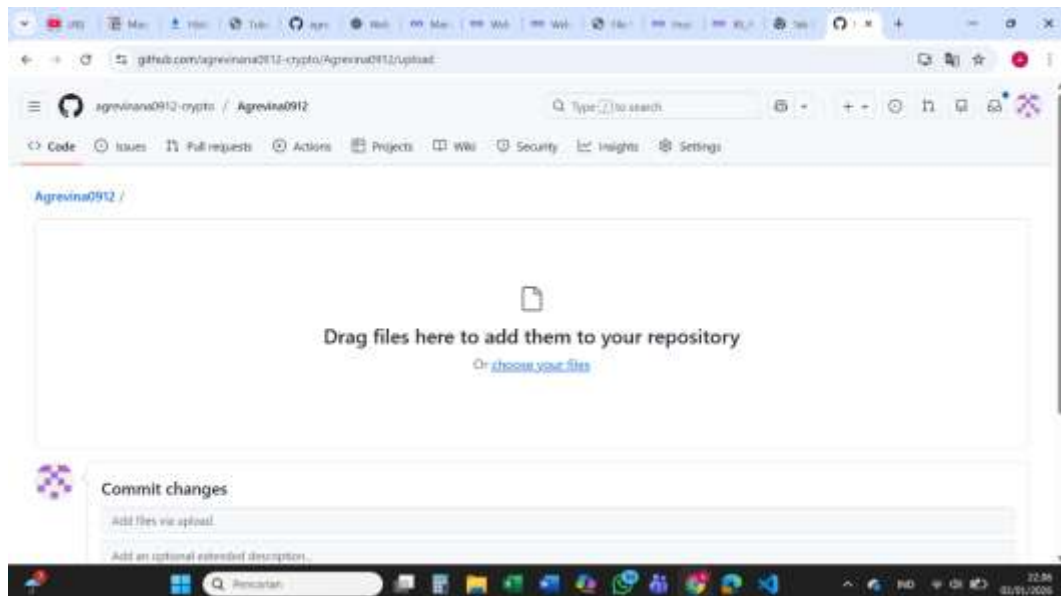 github.com/agrevinana0912-crypto/Agrevina0912/upload
agrevinana0912-crypto / Agrevina0912
Type / to search
<> Code Issues Pull requests Actions Projects Wiki Security Insights Settings
Agrevina0912 /
Drag files here to add them to your repository
Or choose your files
Commit changes
Add files via upload
Add an optional extended description...
Pencarian
IND
22.06